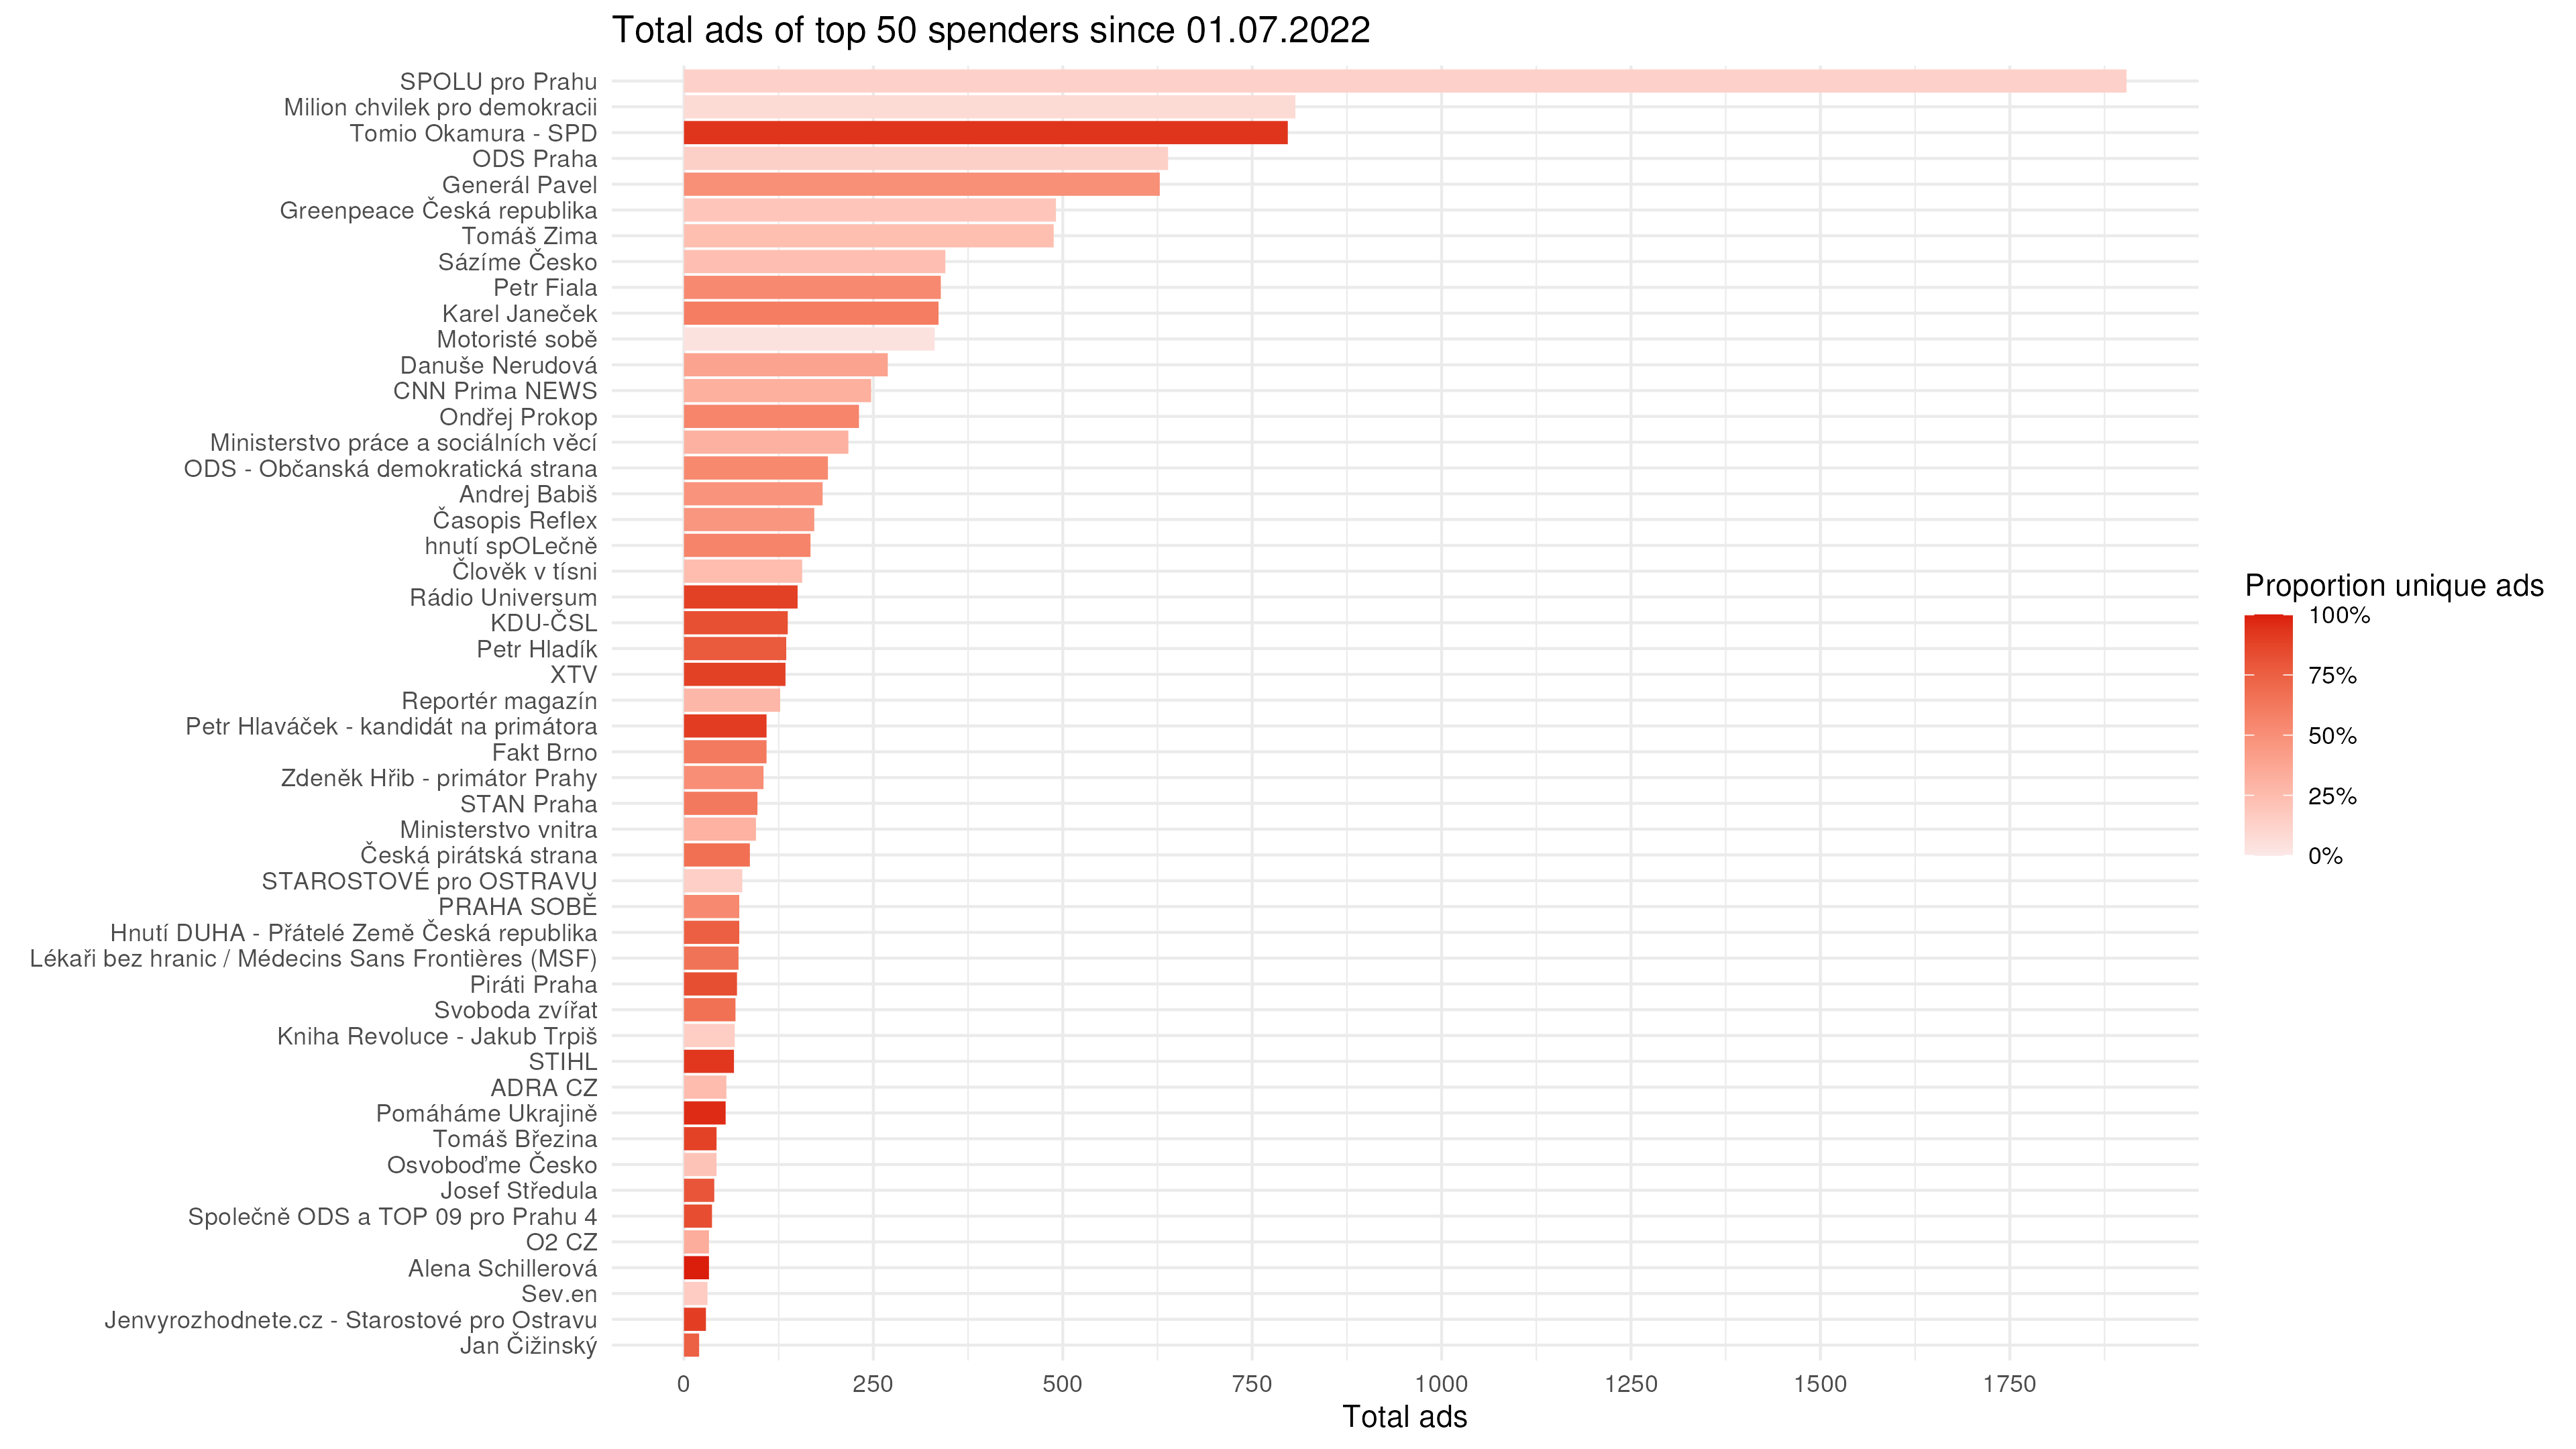 Total ads of top 50 spenders since 01.07.2022
SPOLU pro Prahu
Milion chvilek pro demokracii
Tomio Okamura - SPD
ODS Praha
Generál Pavel
Greenpeace Česká republika
Tomáš Zima
Sázíme Česko
Petr Fiala
Karel Janeček
Motoristé sobě
Danuše Nerudová
CNN Prima NEWS
Ondřej Prokop
Ministerstvo práce a sociálních věcí
ODS - Občanská demokratická strana
Andrej Babiš
Časopis Reflex
hnutí spOLečně
Člověk v tísni
Rádio Universum
KDU-ČSL
Petr Hladík
XTV
Reportér magazín
Petr Hlaváček - kandidát na primátora
Fakt Brno
Zdeněk Hřib - primátor Prahy
STAN Praha
Ministerstvo vnitra
Česká pirátská strana
STAROSTOVÉ pro OSTRAVU
PRAHA SOBĚ
Hnutí DUHA - Přátelé Země Česká republika
Lékaři bez hranic / Médecins Sans Frontières (MSF)
Piráti Praha
Svoboda zvířat
Kniha Revoluce - Jakub Trpiš
STIHL
ADRA CZ
Pomáháme Ukrajině
Tomáš Březina
Osvoboďme Česko
Josef Středula
Společně ODS a TOP 09 pro Prahu 4
O2 CZ
Alena Schillerová
Sev.en
Jenvyrozhodnete.cz - Starostové pro Ostravu
Jan Čižinský
0 250 500 750 1000 1250 1500 1750
Total ads
Proportion unique ads
100%
75%
50%
25%
0%